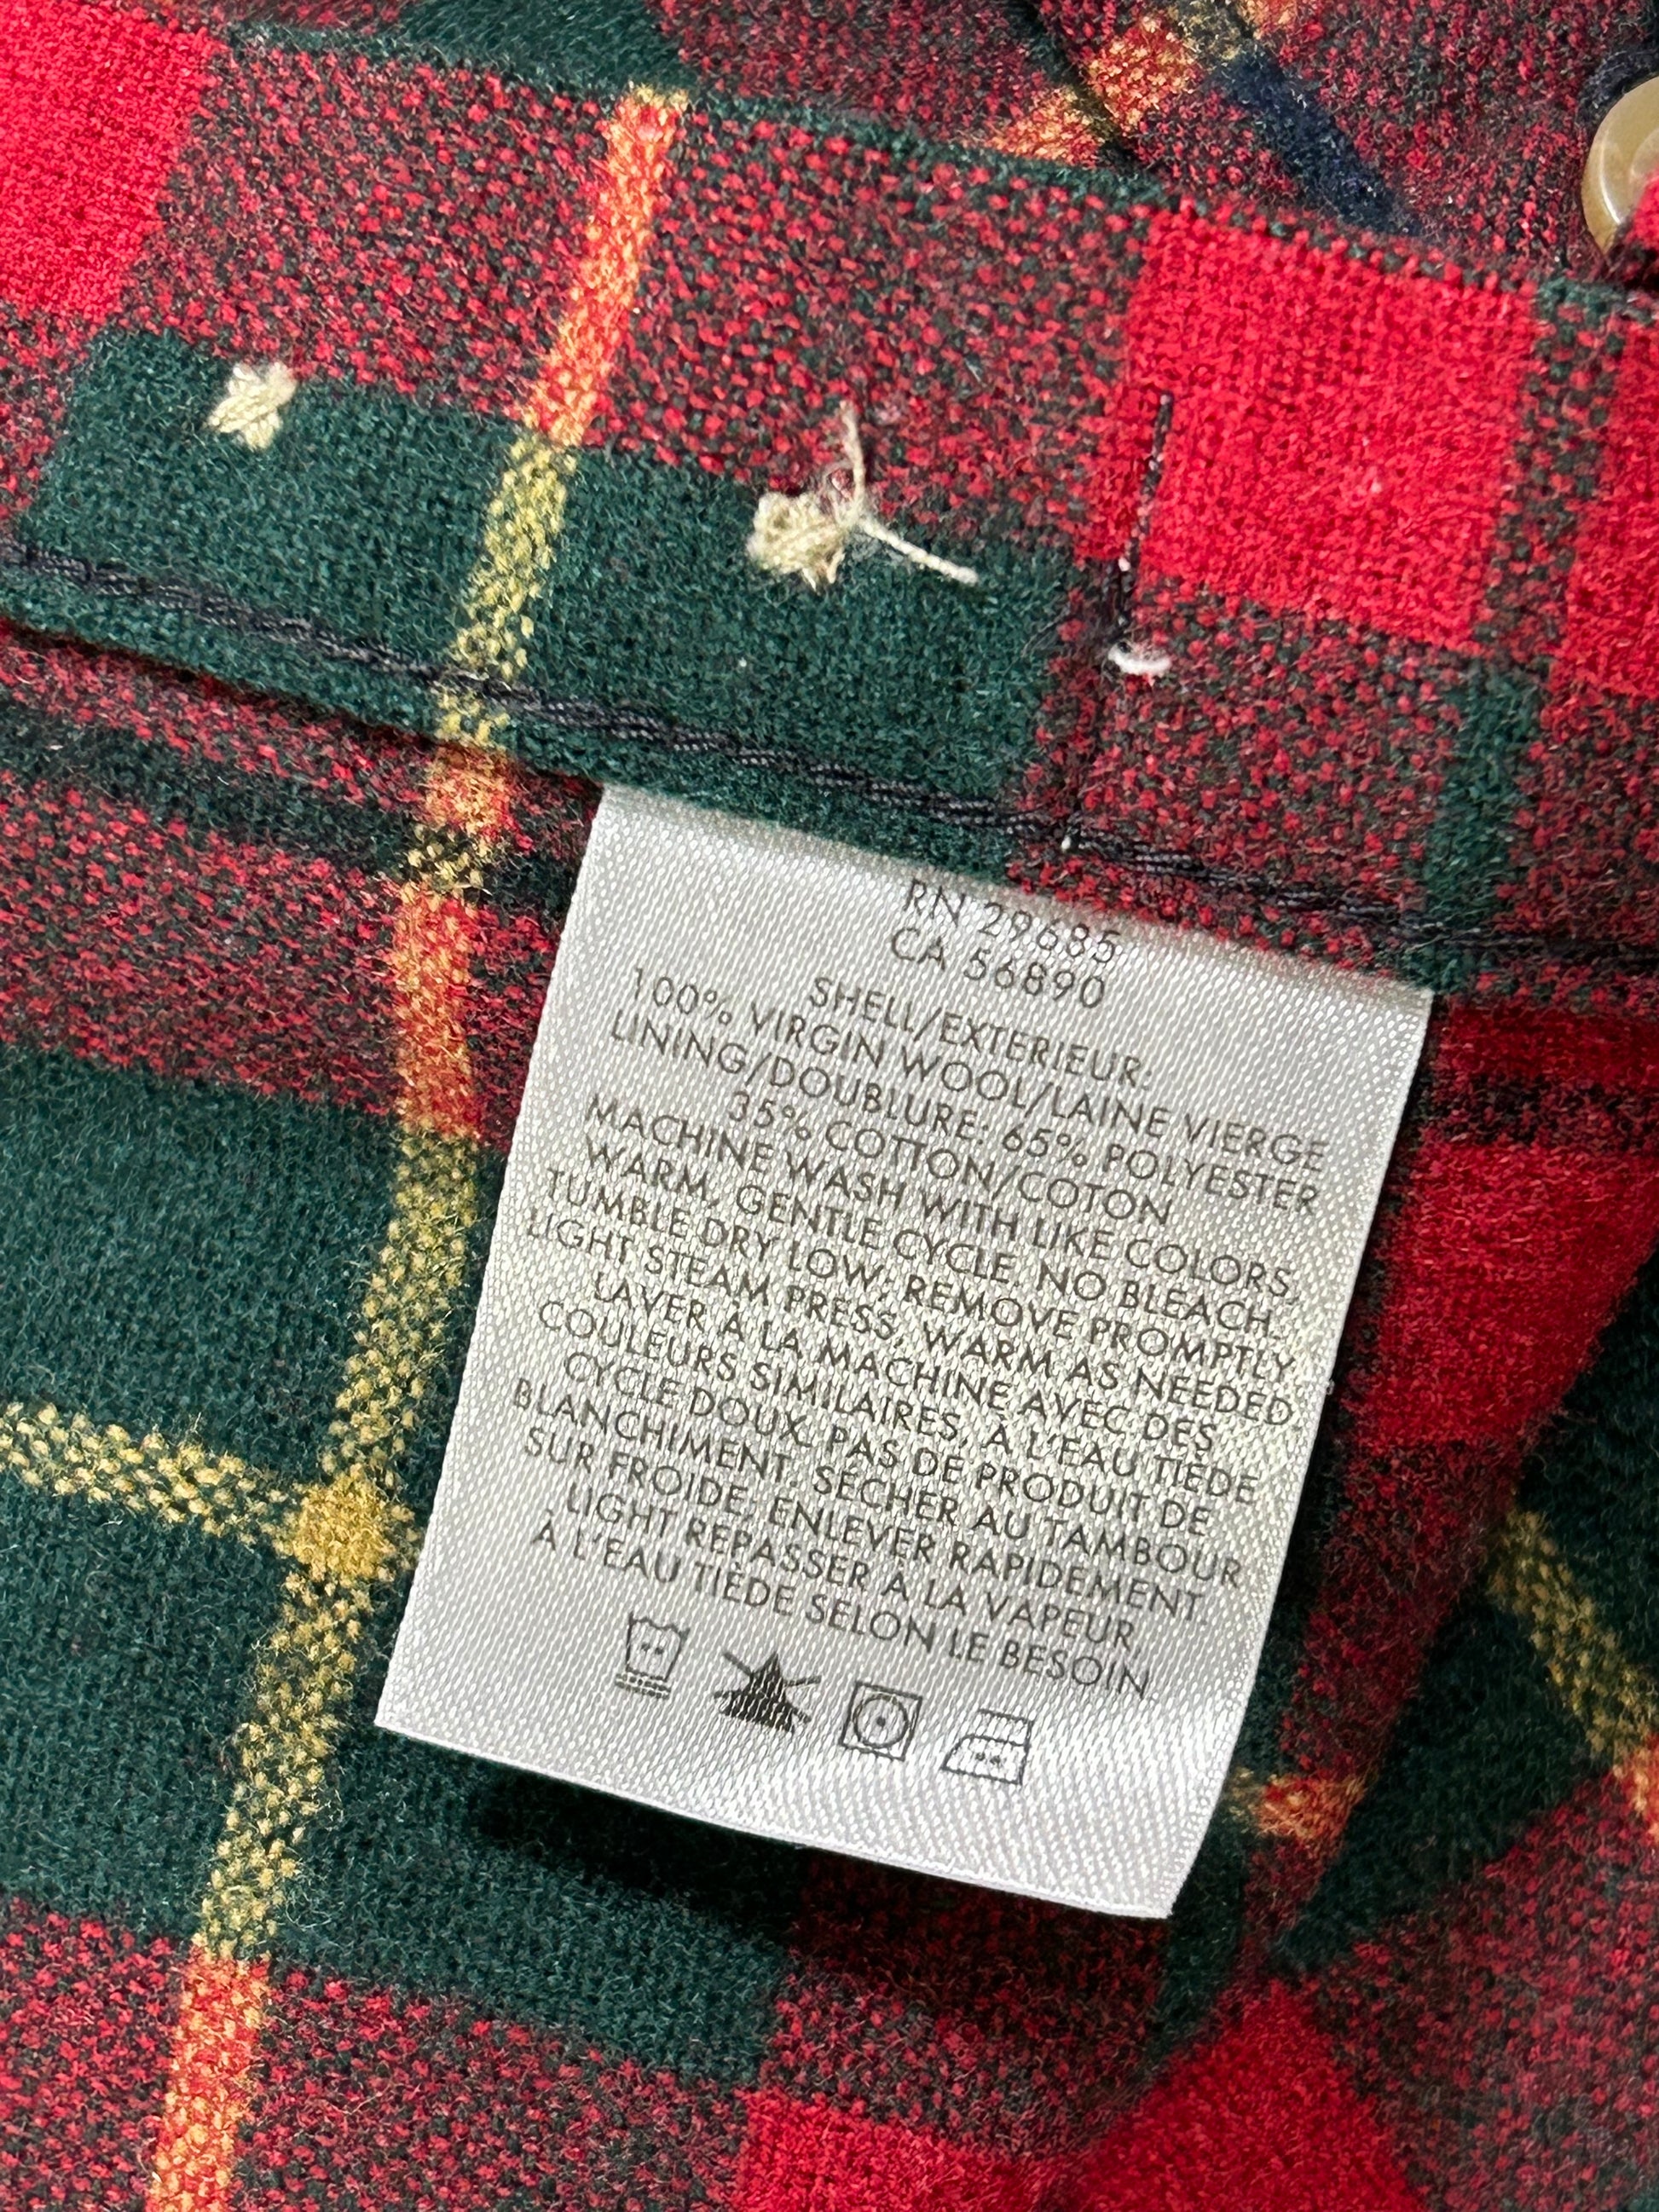 RN 29685
CA 56890
SHELL/EXTERIEUR:
100% VIRGIN WOOL/LAINE VIERGE
LINING/DOUBLURE: 65% POLYESTER
35% COTTON/COTON
MACHINE WASH WITH LIKE COLORS,
WARM, GENTLE CYCLE. NO BLEACH.
TUMBLE DRY LOW; REMOVE PROMPTLY.
LIGHT STEAM PRESS, WARM AS NEEDED.
LAVER À LA MACHINE AVEC DES
COULEURS SIMILAIRES, À L'EAU TIÈDE
CYCLE DOUX. PAS DE PRODUIT DE
BLANCHIMENT. SÉCHER AU TAMBOUR
SUR FROIDE; ENLEVER RAPIDEMENT.
LIGHT REPASSER À LA VAPEUR,
À L'EAU TIÈDE SELON LE BESOIN